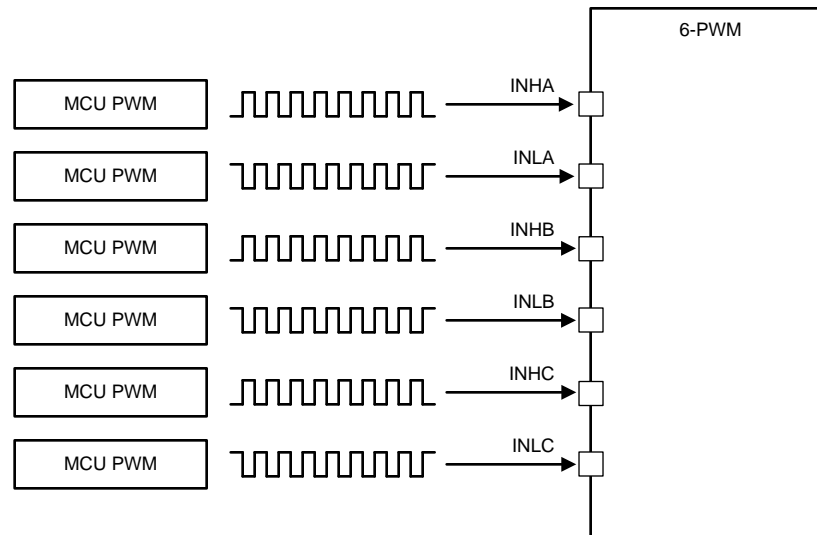 6-PWM
MCU PWM
INHA
MCU PWM
INLA
MCU PWM
INHB
MCU PWM
INLB
MCU PWM
INHC
MCU PWM
INLC